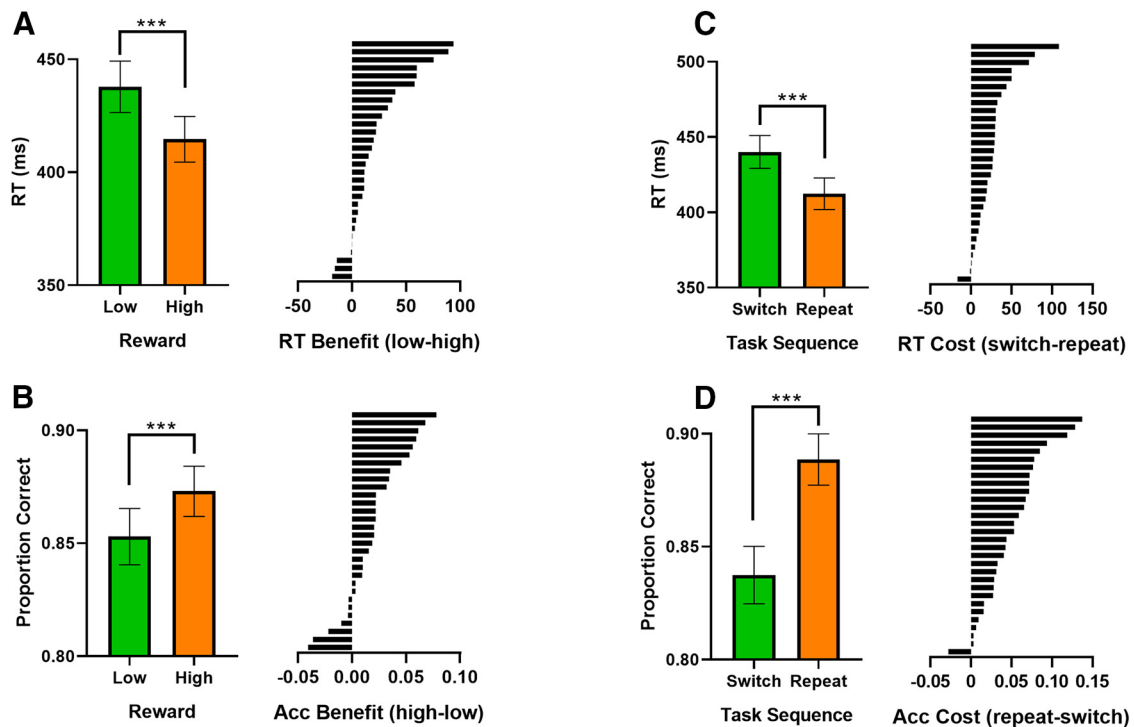 A
***
RT (ms)
450
400
350
Low High
Reward
-50 0 50 100
RT Benefit (low-high)
C
***
RT (ms)
500
450
400
350
Switch Repeat
Task Sequence
-50 0 50 100 150
RT Cost (switch-repeat)
B
***
Proportion Correct
0.90
0.85
0.80
Low High
Reward
-0.05 0.00 0.05 0.10
Acc Benefit (high-low)
D
***
Proportion Correct
0.90
0.85
0.80
Switch Repeat
Task Sequence
-0.05 0 0.05 0.10 0.15
Acc Cost (repeat-switch)